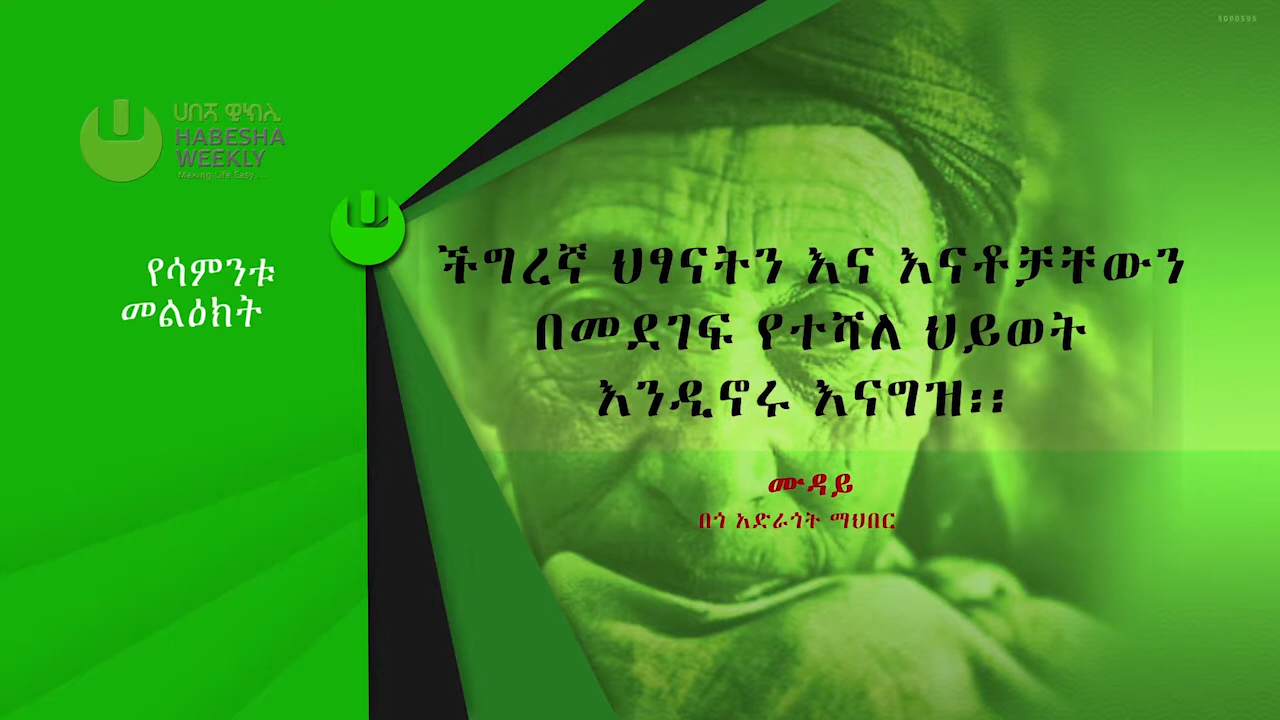 5000595
ሀበሻ ዊክሊ
HABESHA
WEEKLY
Making Life Easy...
የሳምንቱ
መልዕክት
ችግረኛ ህፃናትን እና እናቶቻቸውን
በመደገፍ የተሻለ ህይወት
እንዲኖሩ እናግዝ፡፡
ሙዳይ
በጎ አድራጎት ማህበር